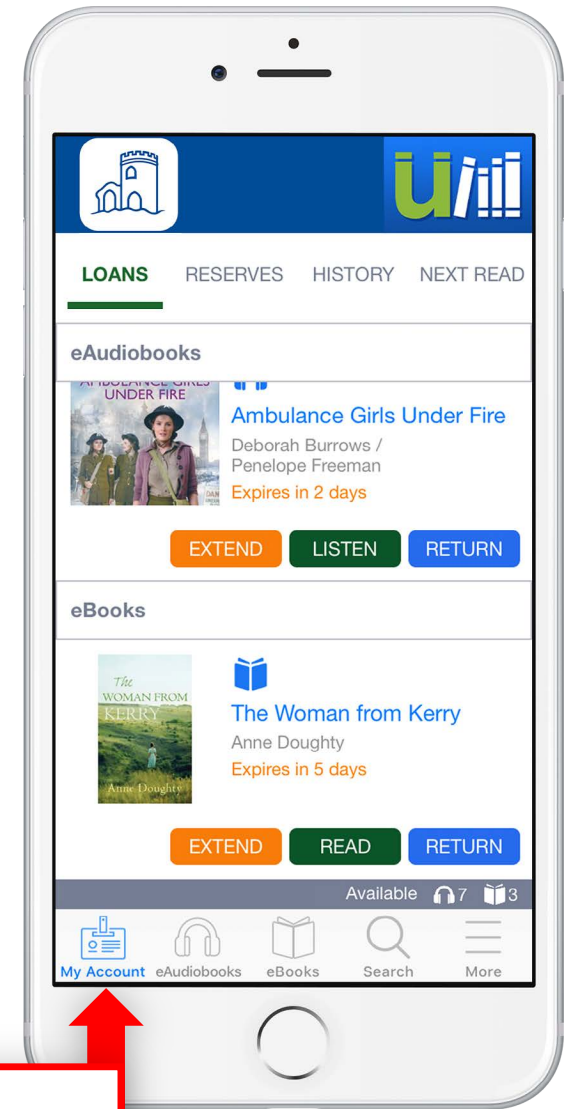 LOANS RESERVES HISTORY NEXT READ
eAudiobooks
AMBULANCE GIRLS
UNDER FIRE
Ambulance Girls Under Fire
Deborah Burrows /
Penelope Freeman
Expires in 2 days
EXTEND LISTEN RETURN
eBooks
The
WOMAN FROM
KERRY
Anne Doughty
The Woman from Kerry
Anne Doughty
Expires in 5 days
EXTEND READ RETURN
Available 7 3
My Account eAudiobooks eBooks Search More